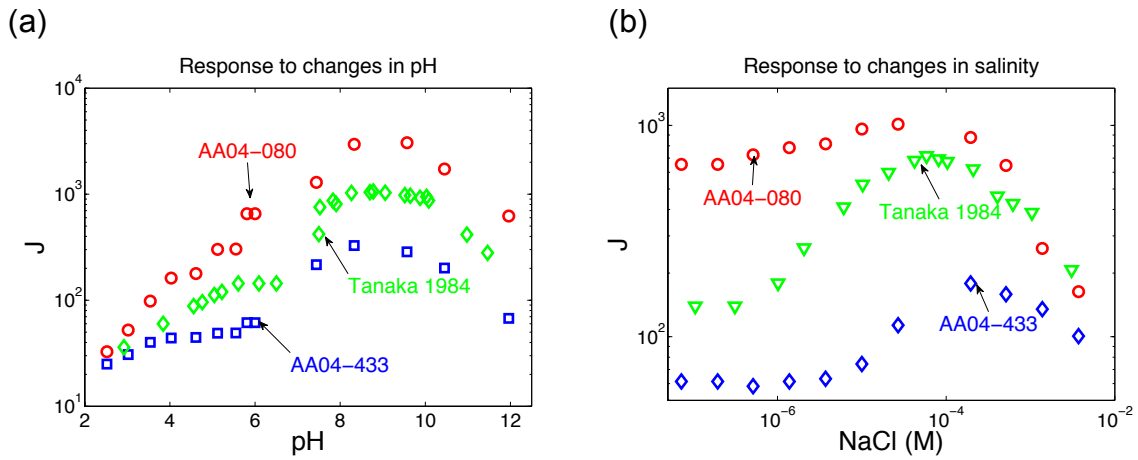 (a)
Response to changes in pH
10^4
10^3
10^2
10^1
J
AA04-080
Tanaka 1984
AA04-433
2 4 6 8 10 12
pH
(b)
Response to changes in salinity
10^3
10^2
J
AA04-080
Tanaka 1984
AA04-433
10^-6 10^-4 10^-2
NaCl (M)